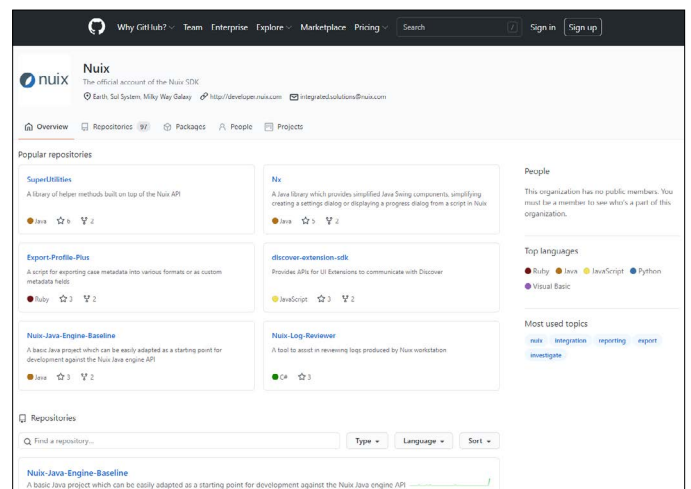 Why GitHub? Team Enterprise Explore Marketplace Pricing Search / Sign in Sign up
nuix
Nuix
The official account of the Nuix SDK
Earth, Sol System, Milky Way Galaxy http://developer.nuix.com integrated.solutions@nuix.com
Overview Repositories 97 Packages People Projects
Popular repositories
SuperUtilities
A library of helper methods built on top of the Nuix API
Java 6 2
Nx
A Java library which provides simplified Java Swing components, simplifying
creating a settings dialog or displaying a progress dialog from a script in Nuix
Java 5 2
Export-Profile-Plus
A script for exporting case metadata into various formats or as custom
metadata fields
Ruby 3 2
discover-extension-sdk
Provides APIs for UI Extensions to communicate with Discover
JavaScript 3 2
Nuix-Java-Engine-Baseline
A basic Java project which can be easily adapted as a starting point for
development against the Nuix Java engine API
Java 3 2
Nuix-Log-Reviewer
A tool to assist in reviewing logs produced by Nuix workstation
C# 3
People
This organization has no public members. You
must be a member to see who's a part of this
organization.
Top languages
Ruby Java JavaScript Python
Visual Basic
Most used topics
nuix integration reporting export
investigate
Repositories
Find a repository... Type Language Sort
Nuix-Java-Engine-Baseline
A basic Java project which can be easily adapted as a starting point for development against the Nuix Java engine API